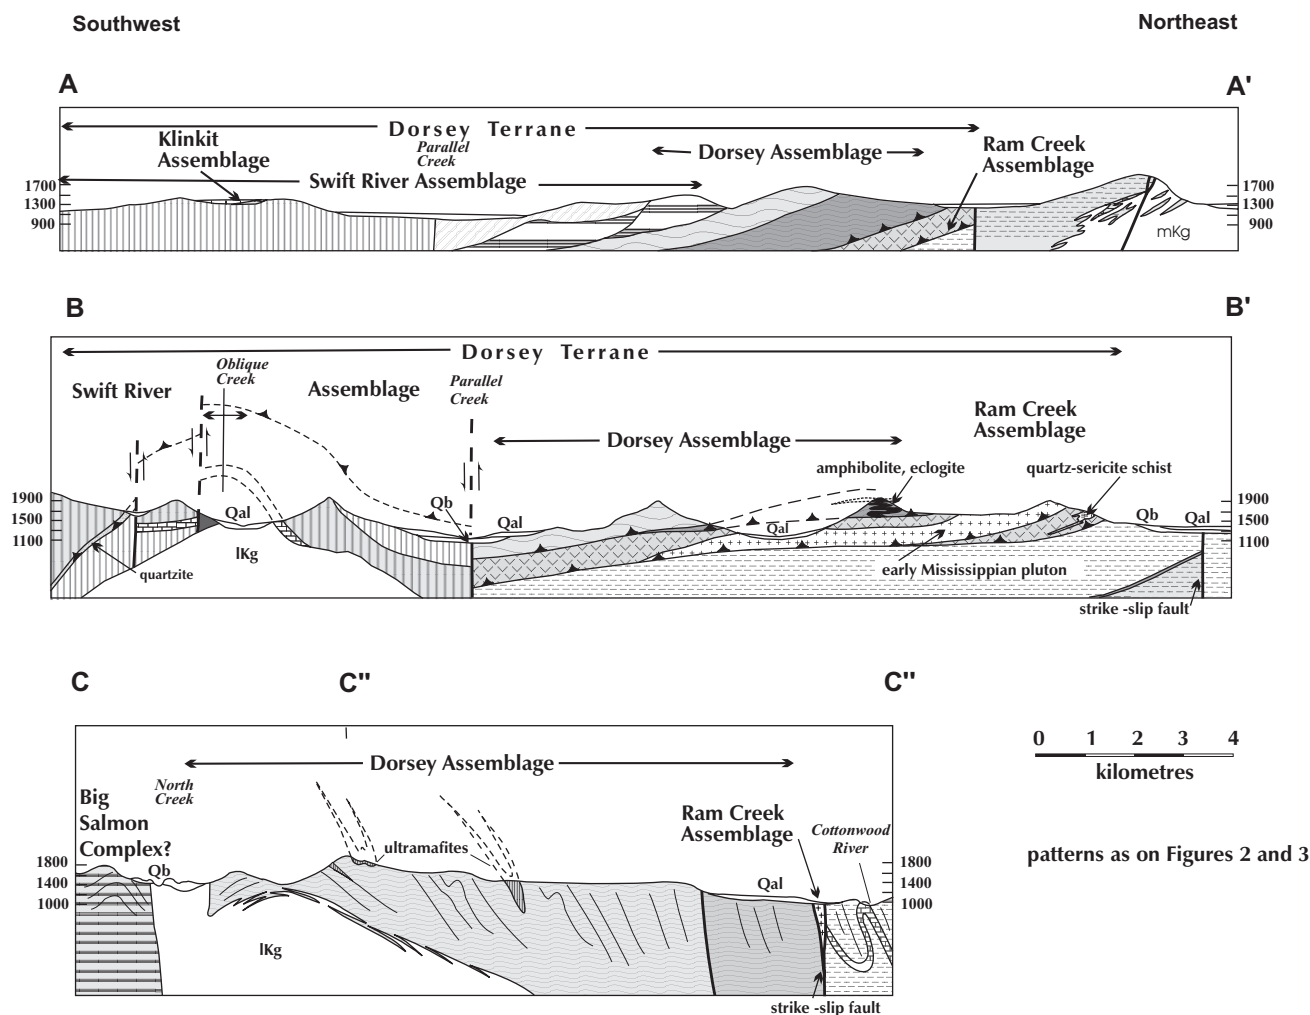 Southwest
Northeast
A
A'
Dorsey Terrane
Klinkit
Assemblage
Parallel
Creek
Dorsey Assemblage
Ram Creek
Assemblage
Swift River Assemblage
1700
1300
900
1700
1300
900
mKg
B
B'
Dorsey Terrane
Oblique
Creek
Swift River
Assemblage
Parallel
Creek
Ram Creek
Assemblage
Dorsey Assemblage
amphibolite, eclogite
quartz-sericite schist
1900
1500
1100
Qal
Qb
Qal
Qal
Qb
Qal
1900
1500
1100
lKg
quartzite
early Mississippian pluton
strike -slip fault
C
C"
C"
0 1 2 3 4
kilometres
Dorsey Assemblage
North
Creek
Big
Salmon
Complex?
Ram Creek
Assemblage
Cottonwood
River
ultramafites
patterns as on Figures 2 and 3
1800
1400
1000
Qb
Qal
1800
1400
1000
lKg
strike -slip fault